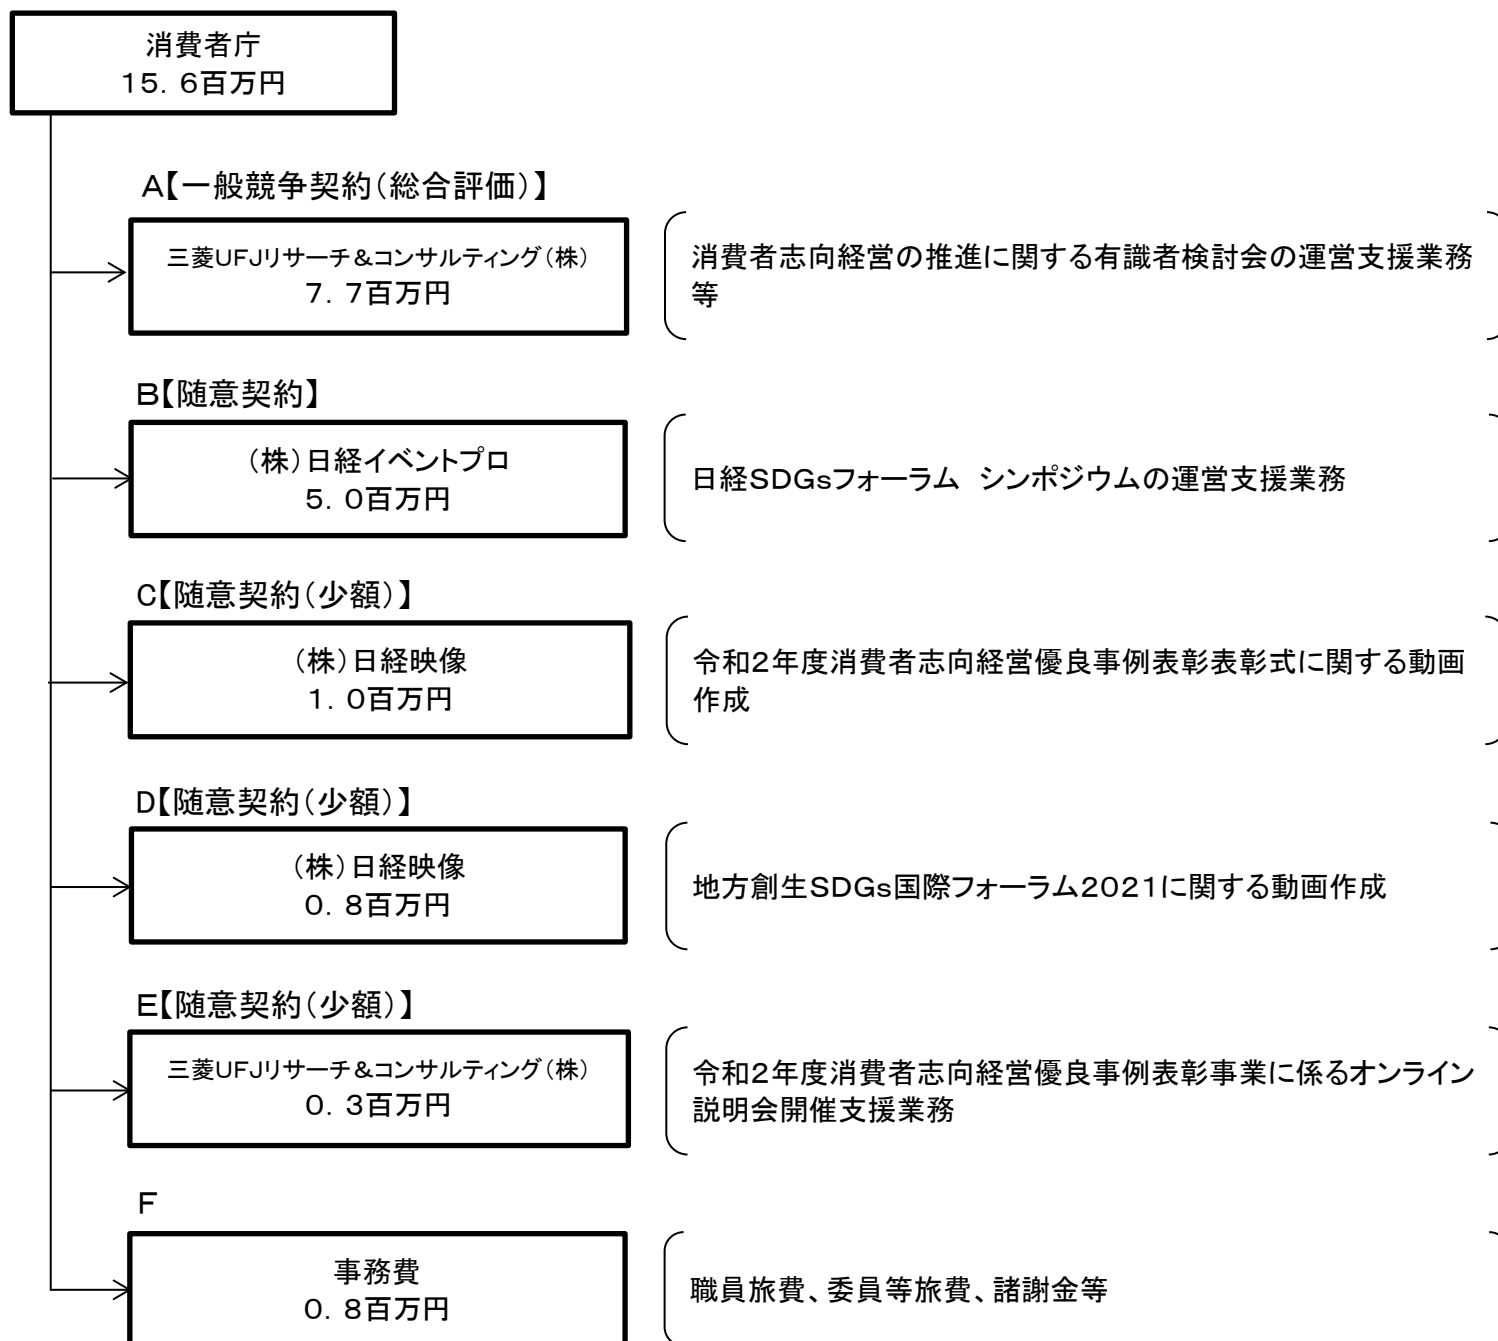 消費者庁
15．6百万円
A【一般競争契約（総合評価）】
三菱UFJリサーチ＆コンサルティング（株）
7．7百万円
消費者志向経営の推進に関する有識者検討会の運営支援業務
等
B【随意契約】
（株）日経イベントプロ
5．0百万円
日経SDGsフォーラム　シンポジウムの運営支援業務
C【随意契約（少額）】
（株）日経映像
1．0百万円
令和2年度消費者志向経営優良事例表彰表彰式に関する動画
作成
D【随意契約（少額）】
（株）日経映像
0．8百万円
地方創生SDGs国際フォーラム2021に関する動画作成
E【随意契約（少額）】
三菱UFJリサーチ＆コンサルティング（株）
0．3百万円
令和2年度消費者志向経営優良事例表彰事業に係るオンライン
説明会開催支援業務
F
事務費
0．8百万円
職員旅費、委員等旅費、諸謝金等